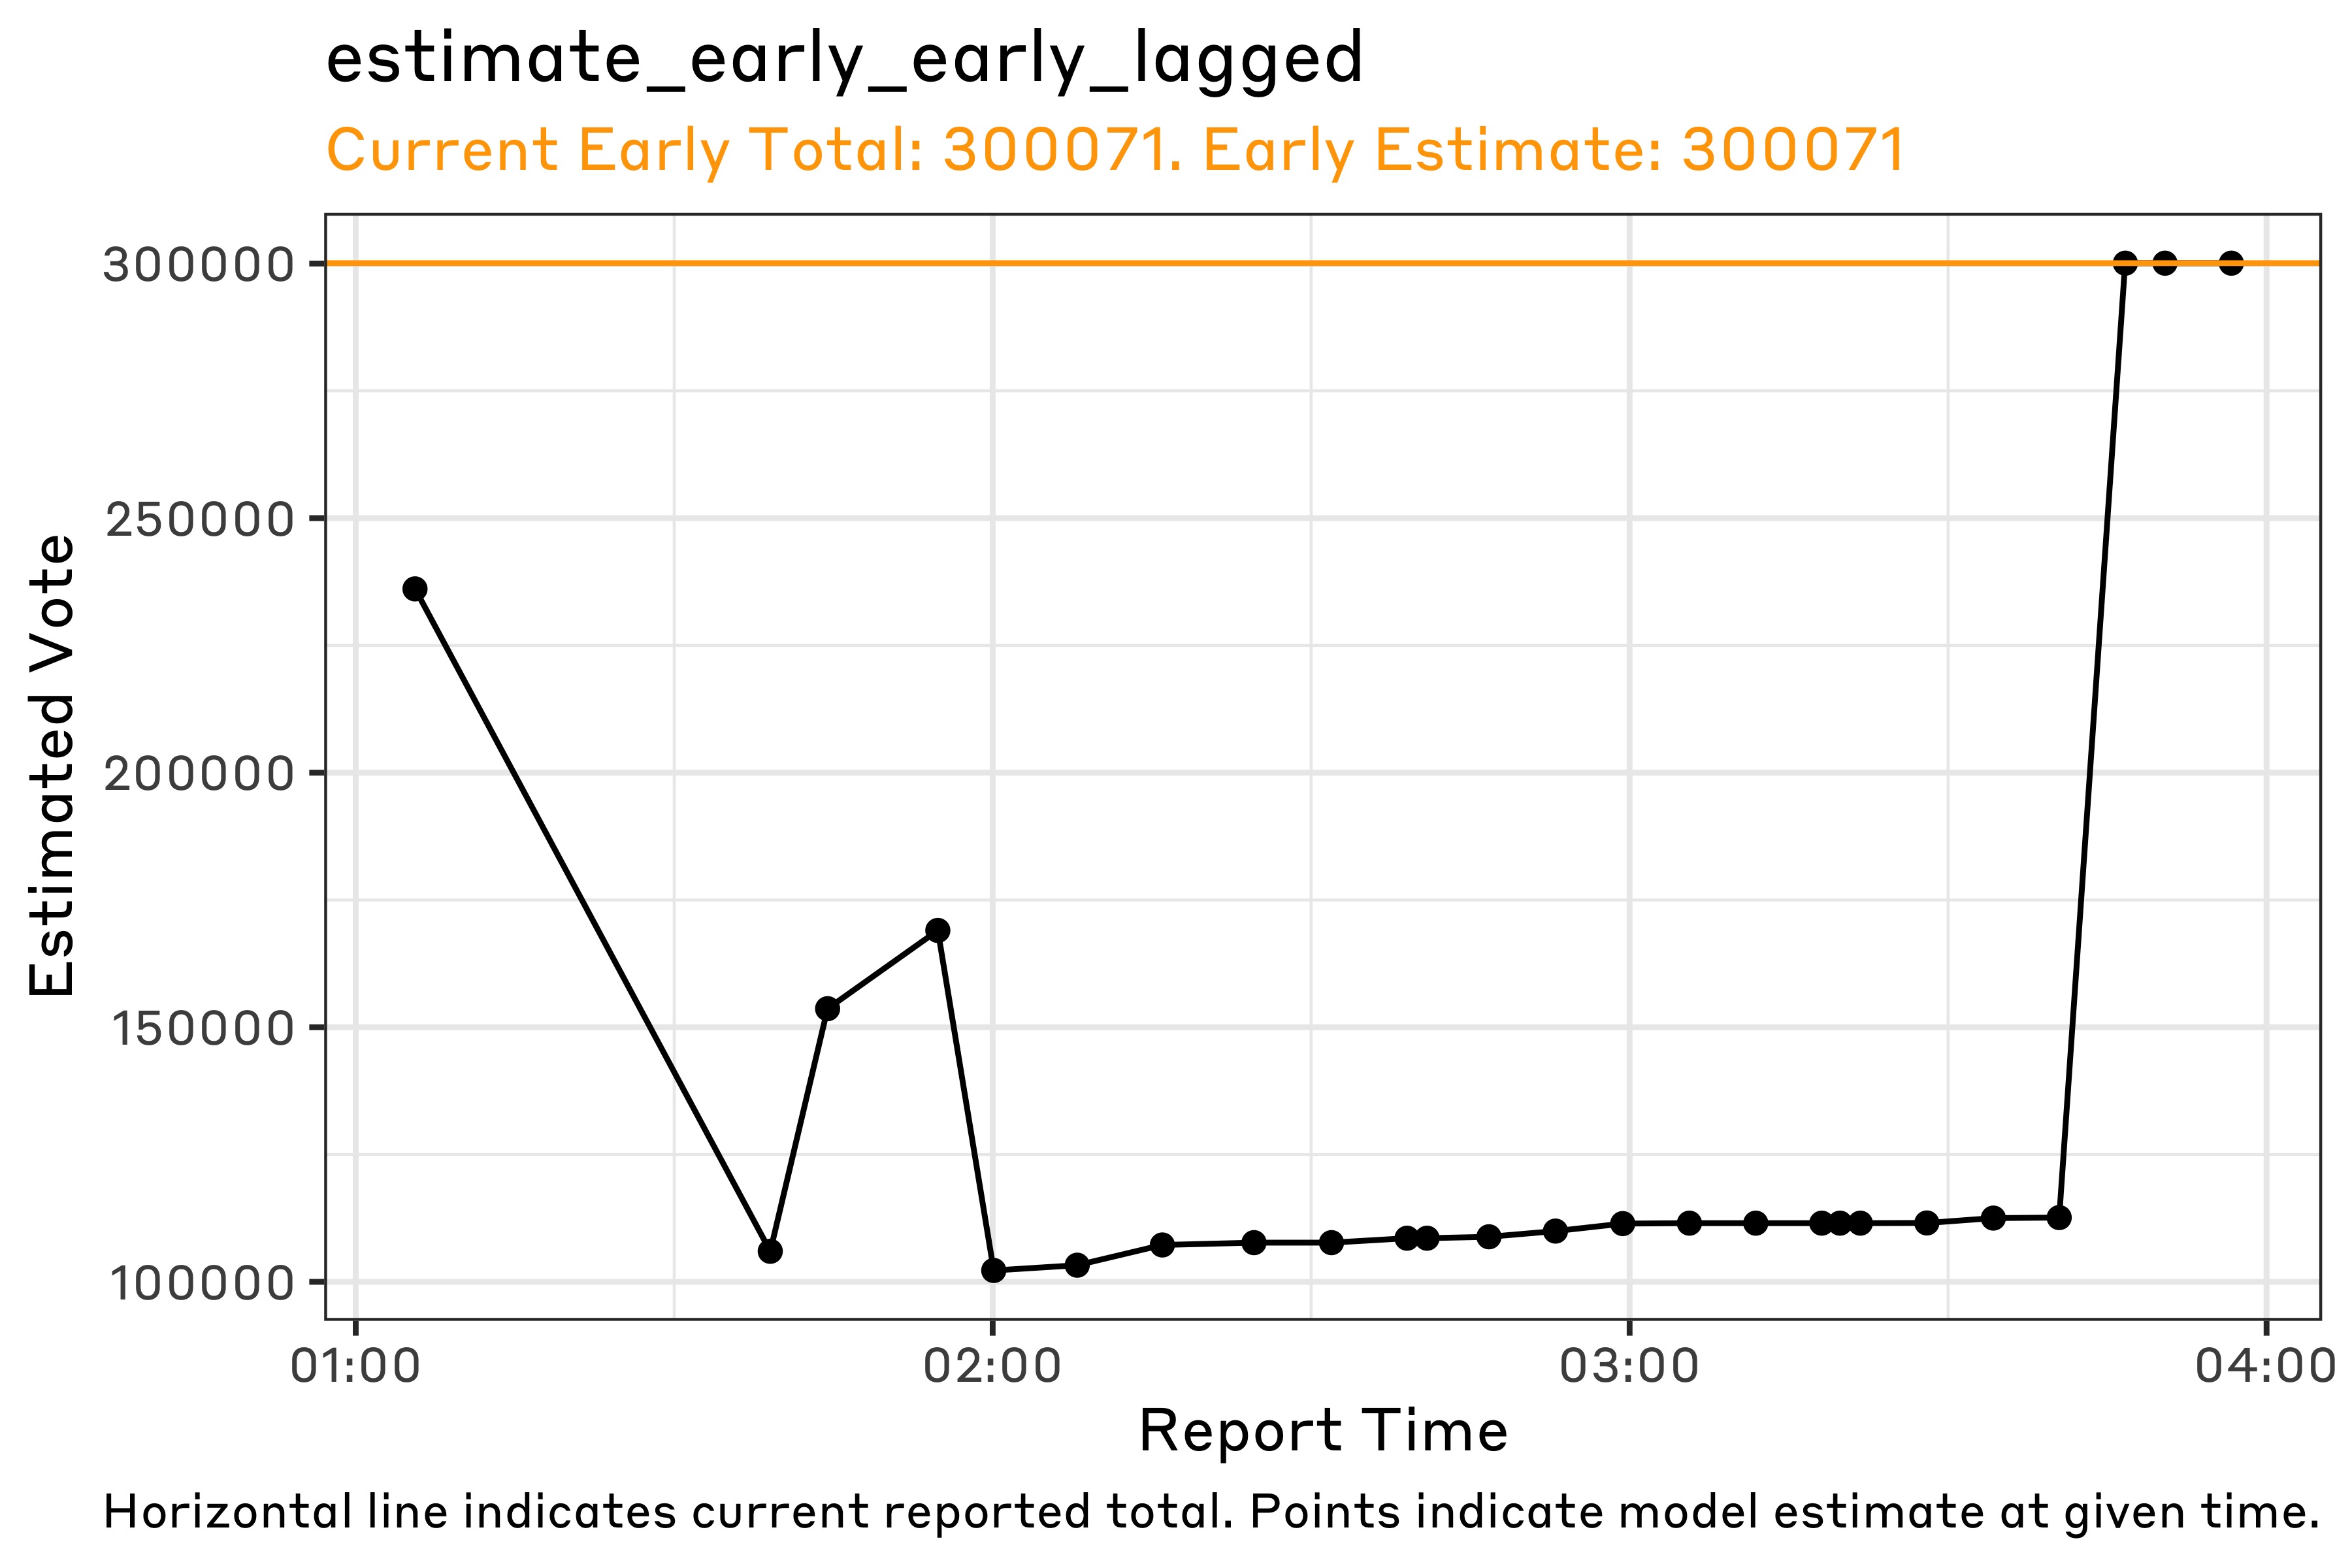 estimate_early_early_lagged
Current Early Total: 300071. Early Estimate: 300071
300000
250000
200000
150000
100000
Estimated Vote
01:00
02:00
03:00
04:00
Report Time
Horizontal line indicates current reported total. Points indicate model estimate at given time.